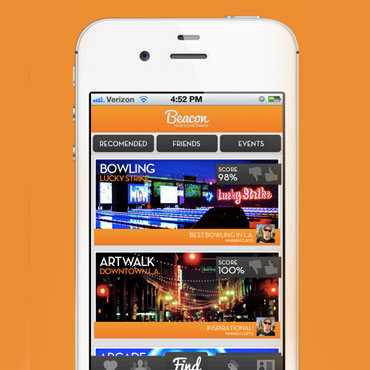 Verizon 4:52 PM
Beacon
RECOMENDED FRIENDS EVENTS
BOWLING
LUCKY STRIKE
SCORE
98%
Lucky Strike
BEST BOWLING IN L.A.
ARTWALK
DOWNTOWN L.A.
SCORE
100%
INSPIRATIONAL!
ARCADE
Find